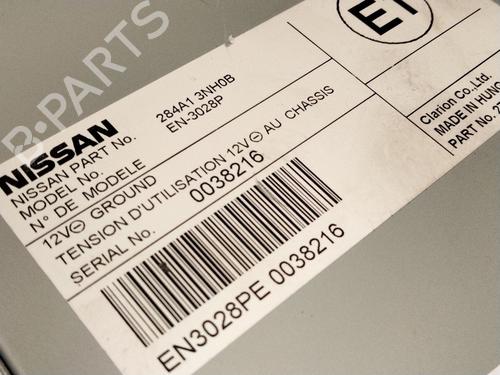 B-PARTS
NISSAN
NISSAN PART No. 284A1 3NH0B
MODEL No. EN-3028P
N° DE MODELE
12V⊖ GROUND
TENSION D'UTILISATION 12V⊖ AU CHASSIS
SERIAL No. 0038216
EN3028PE 0038216
E1
Clarion Co.,Ltd.
MADE IN HUNG
PART No. 2